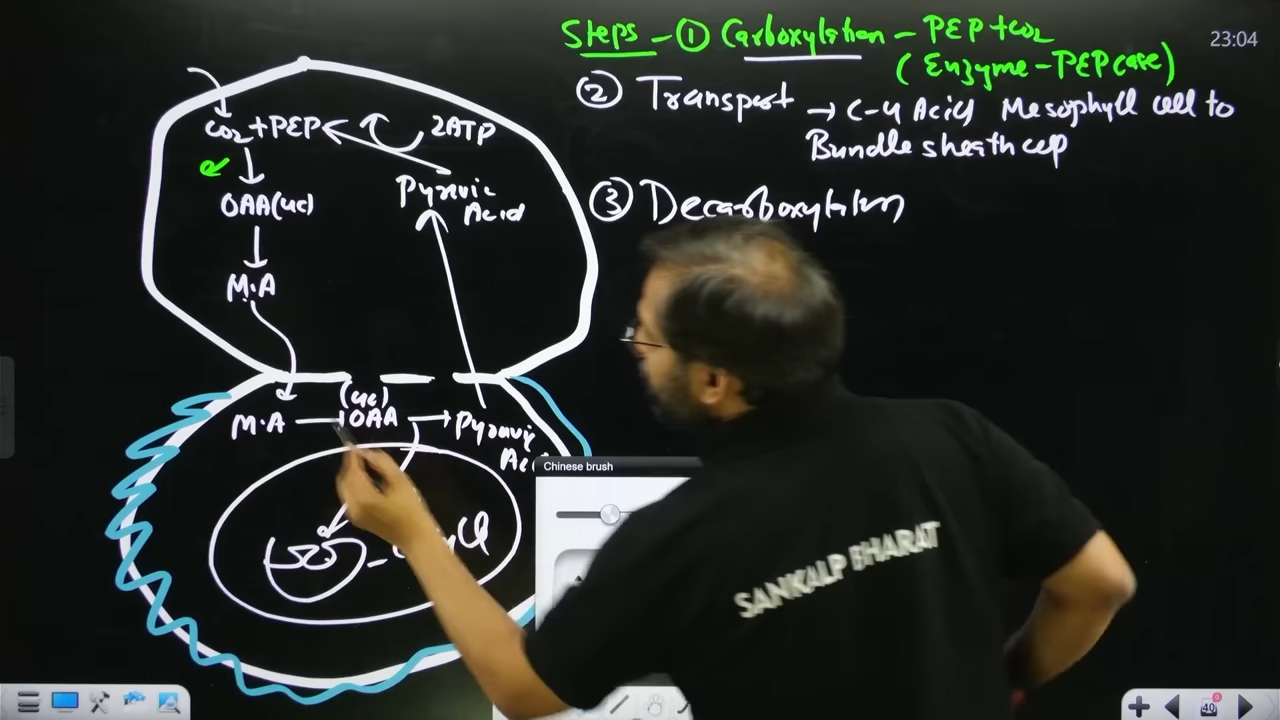 Steps - ① Carboxylation - PEP + CO2
(Enzyme - PEPcase)
② Transport → C-4 Acid Mesophyll cell to
Bundle sheath cell
③ Decarboxylation
23:04
CO2 + PEP
2ATP
OAA (4c)
Pyruvic
Acid
M.A
(4c)
M.A
OAA
Pyruvic
Chinese brush
SANKALP BHARAT
40